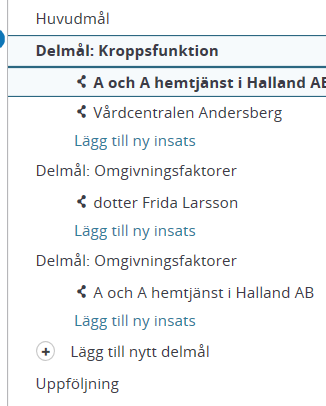 Huvudmål
Delmål: Kroppsfunktion
A och A hemtjänst i Halland AB
Vårdcentralen Andersberg
Lägg till ny insats
Delmål: Omgivningsfaktorer
dotter Frida Larsson
Lägg till ny insats
Delmål: Omgivningsfaktorer
A och A hemtjänst i Halland AB
Lägg till ny insats
Lägg till nytt delmål
Uppföljning